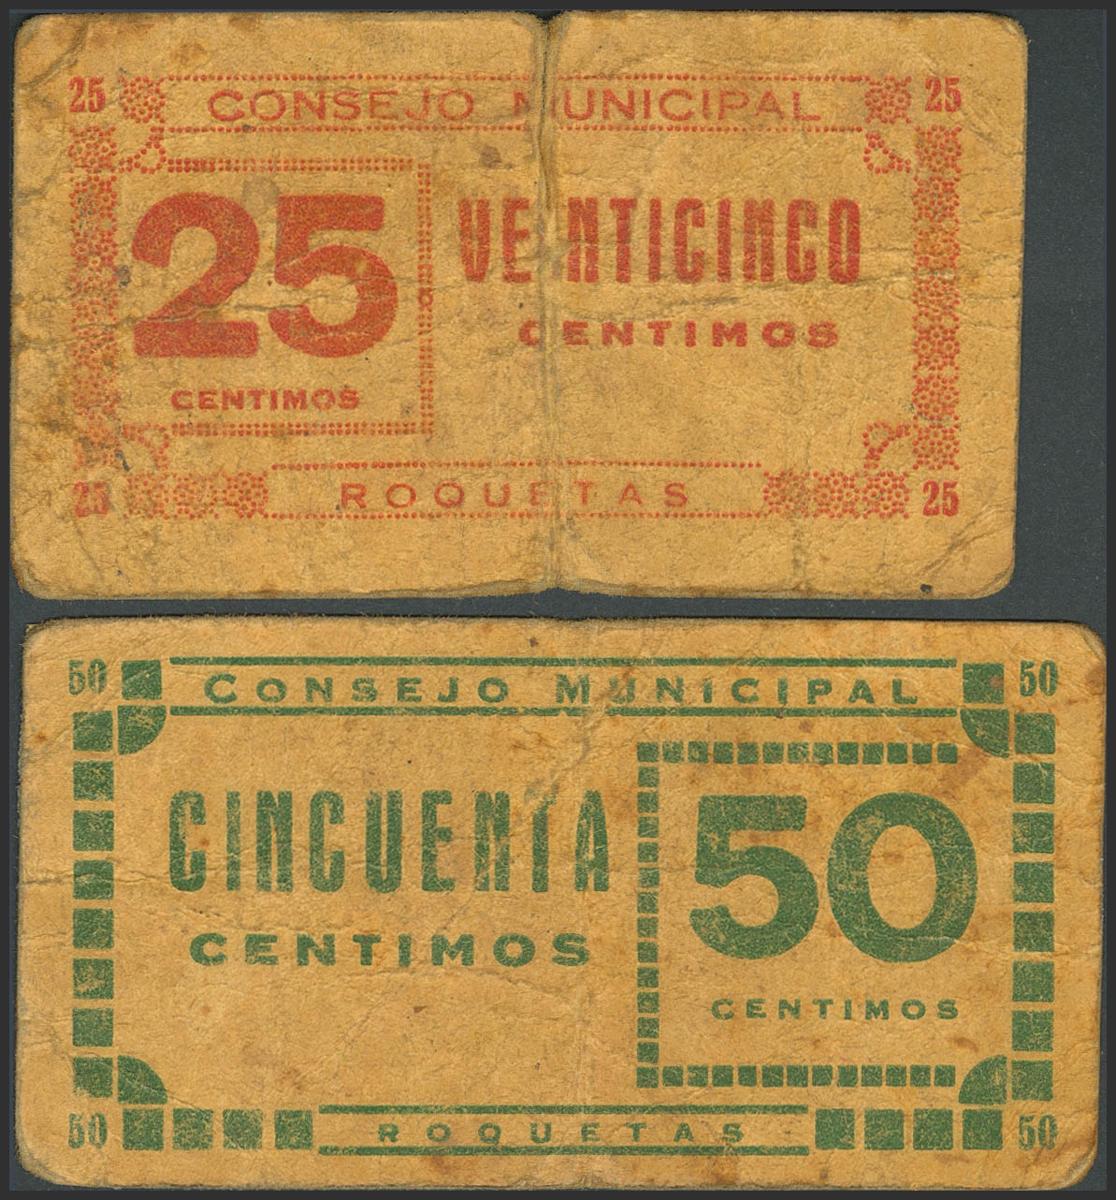 25 CONSEJO MUNICIPAL 25
25
VEINTICINCO
CENTIMOS
CENTIMOS
25 ROQUETAS 25
50 CONSEJO MUNICIPAL 50
CINCUENTA
CENTIMOS
50
CENTIMOS
50 ROQUETAS 50